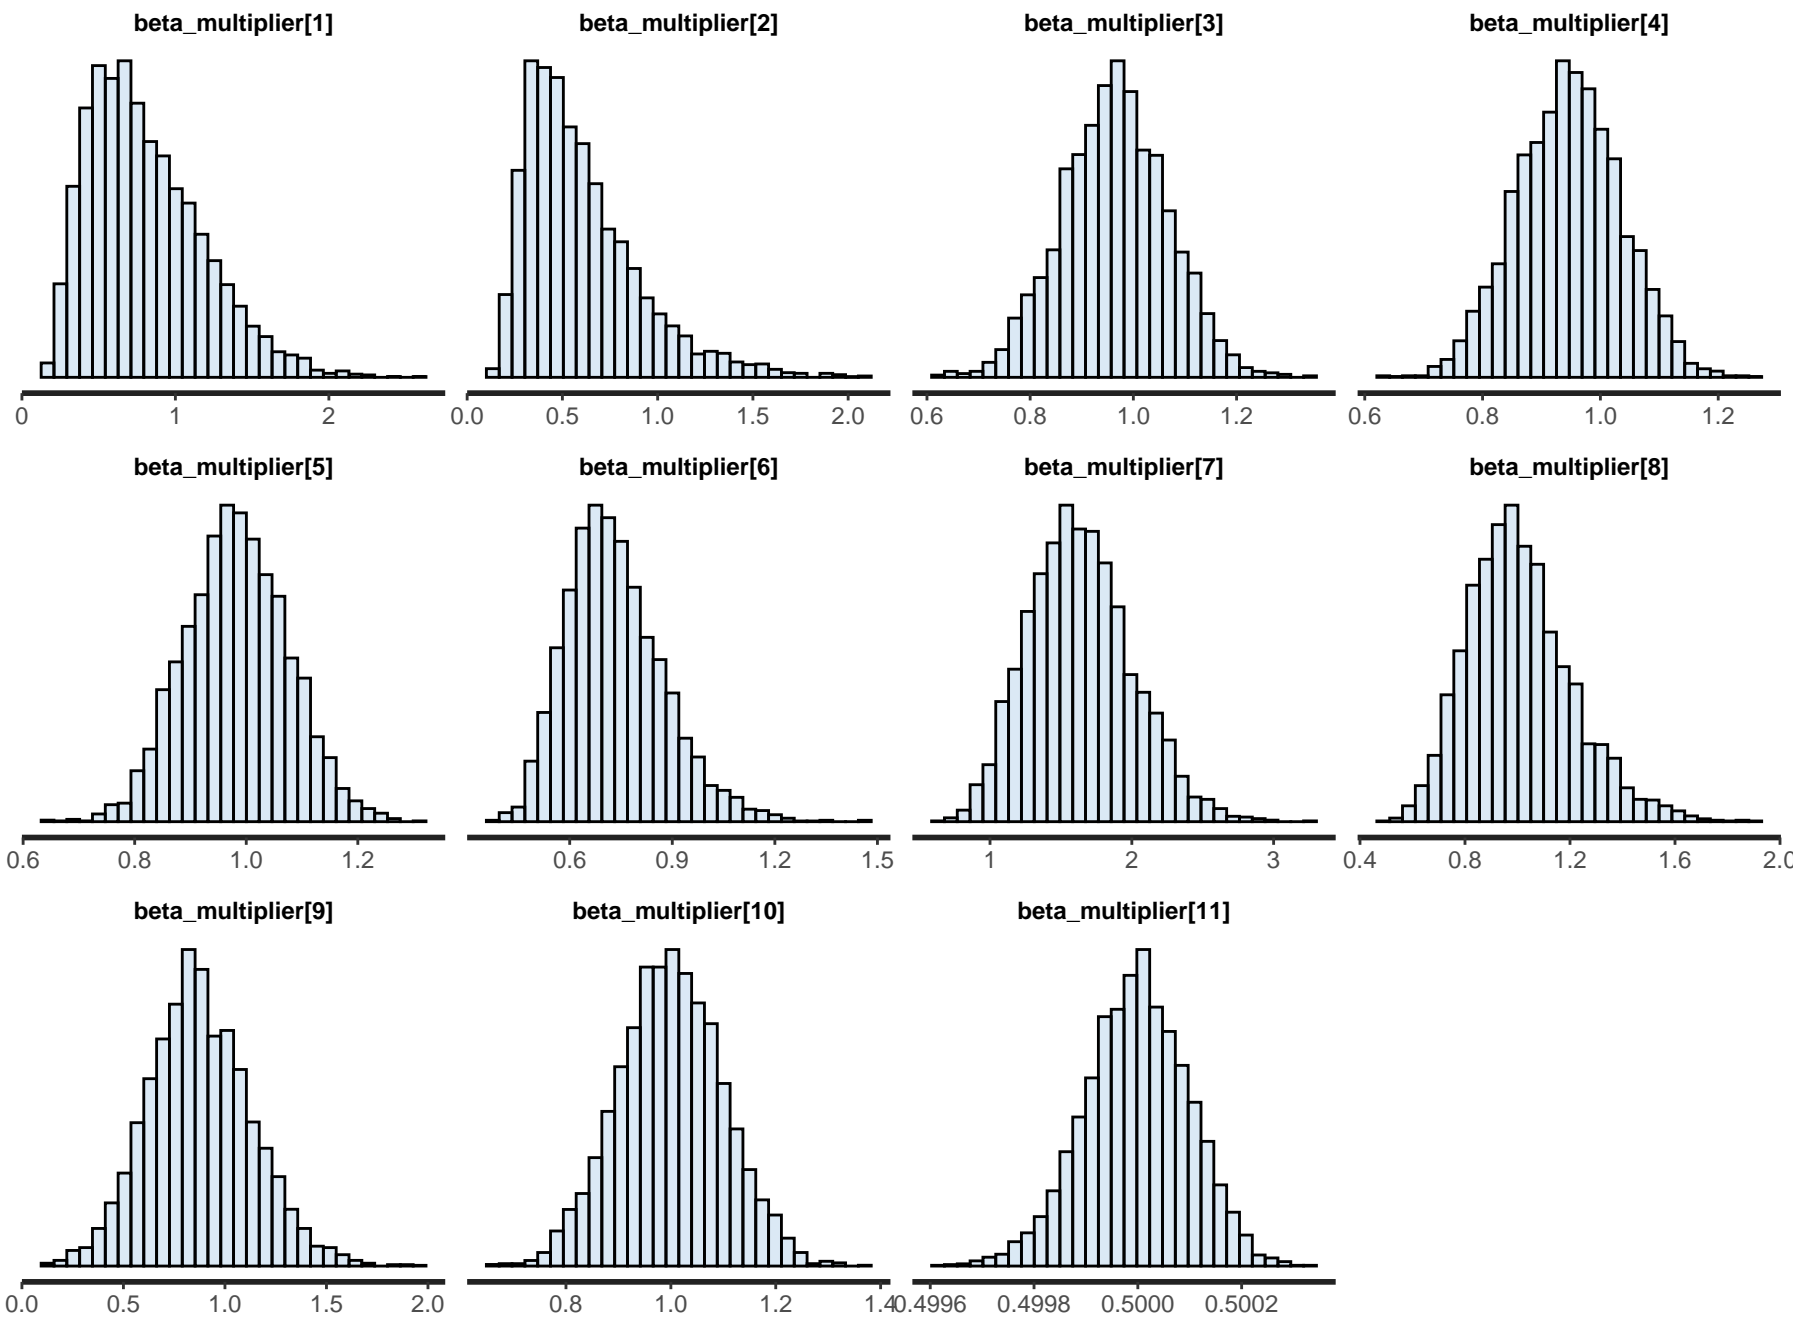 beta_multiplier[1] beta_multiplier[2] beta_multiplier[3] beta_multiplier[4]
0 1 2 0.0 0.5 1.0 1.5 2.0 0.6 0.8 1.0 1.2 0.6 0.8 1.0 1.2
beta_multiplier[5] beta_multiplier[6] beta_multiplier[7] beta_multiplier[8]
0.6 0.8 1.0 1.2 0.6 0.9 1.2 1.5 1 2 3 0.4 0.8 1.2 1.6 2.0
beta_multiplier[9] beta_multiplier[10] beta_multiplier[11]
0.0 0.5 1.0 1.5 2.0 0.8 1.0 1.2 1.4 0.4996 0.4998 0.5000 0.5002